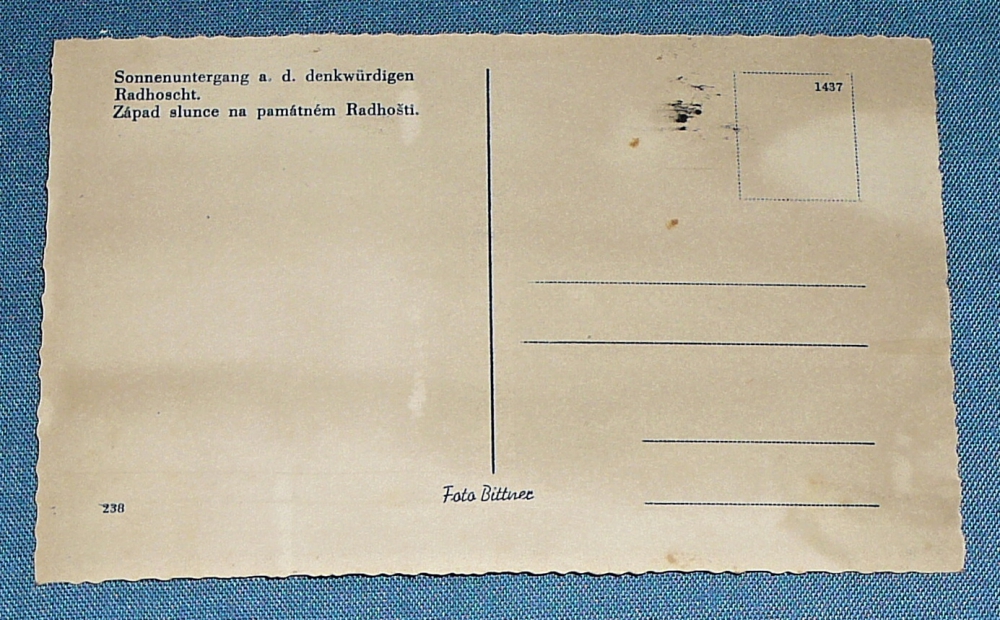 Sonnenuntergang a. d. denkwürdigen
Radhoscht.
Západ slunce na památném Radhošti.
1437
Foto Bittner
238